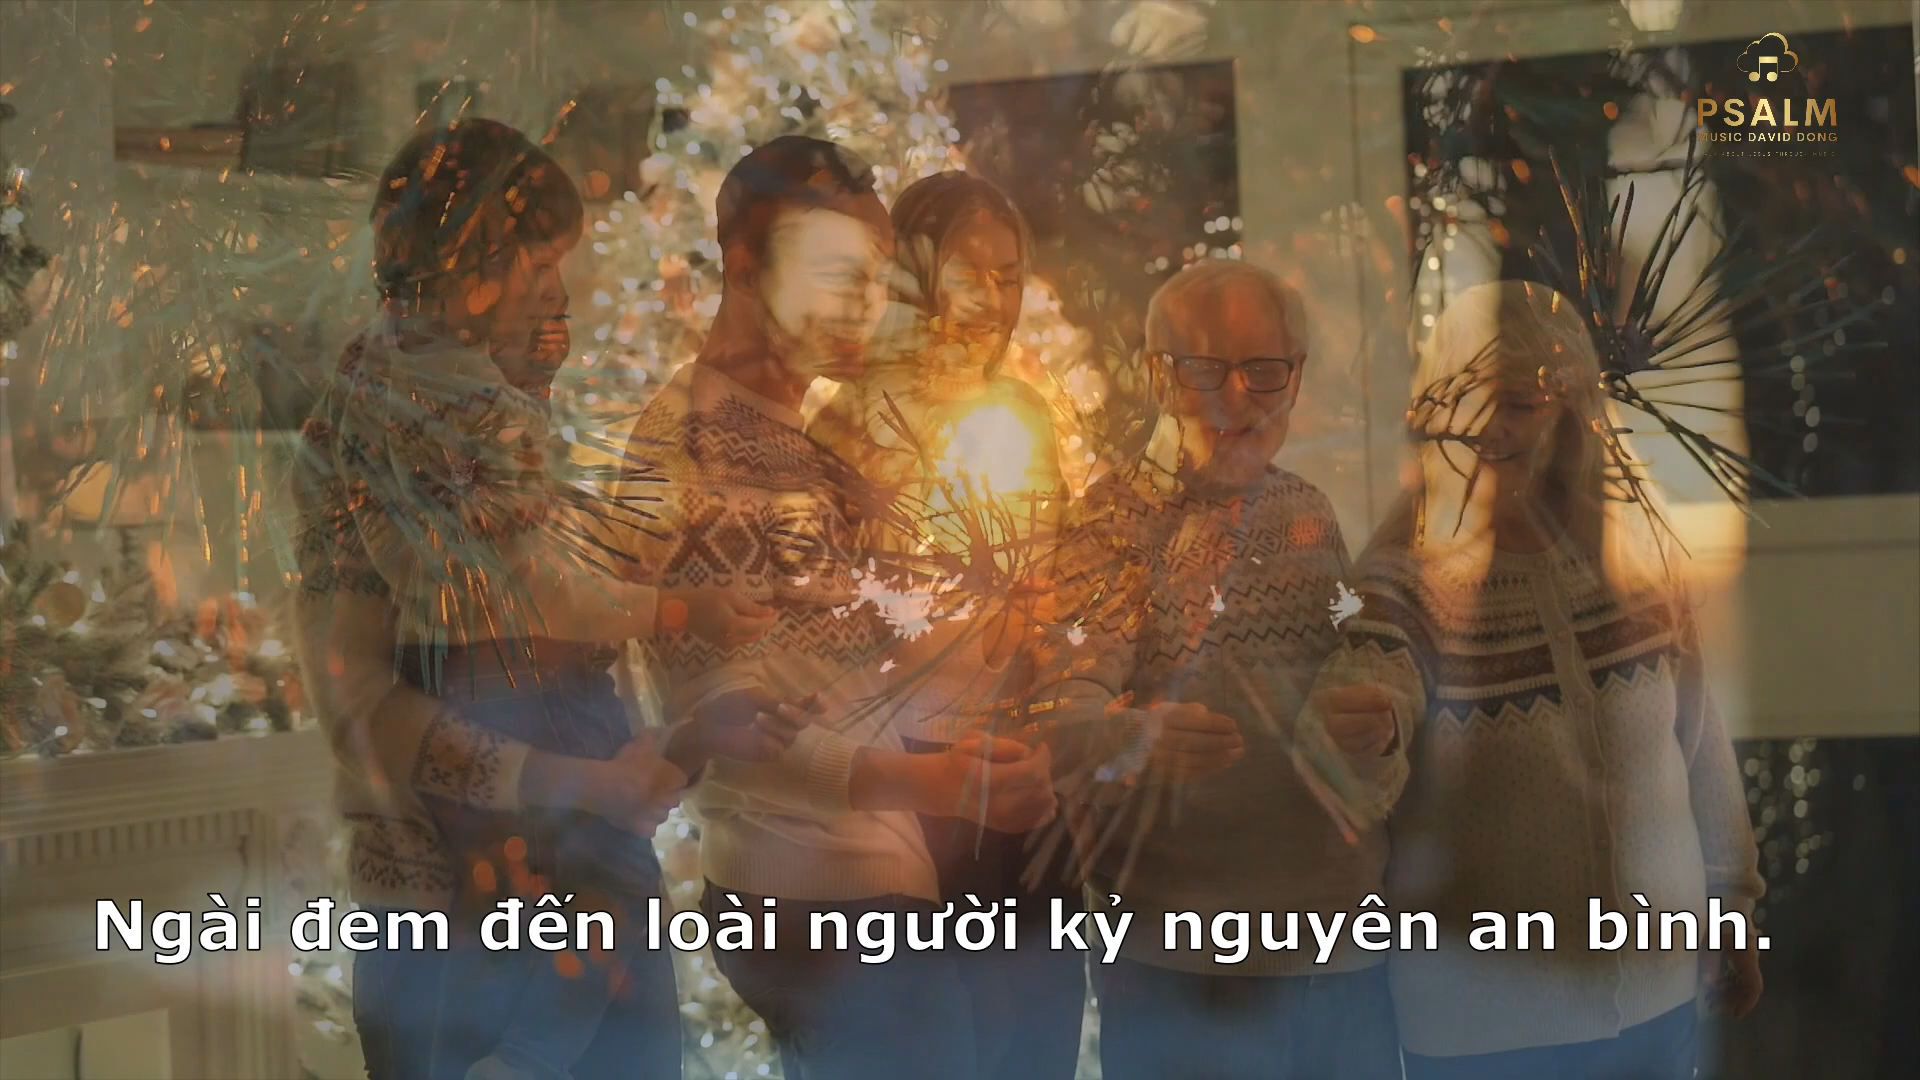 PSALM
MUSIC DAVID DONG
Ngài đem đến loài người kỷ nguyên an bình.